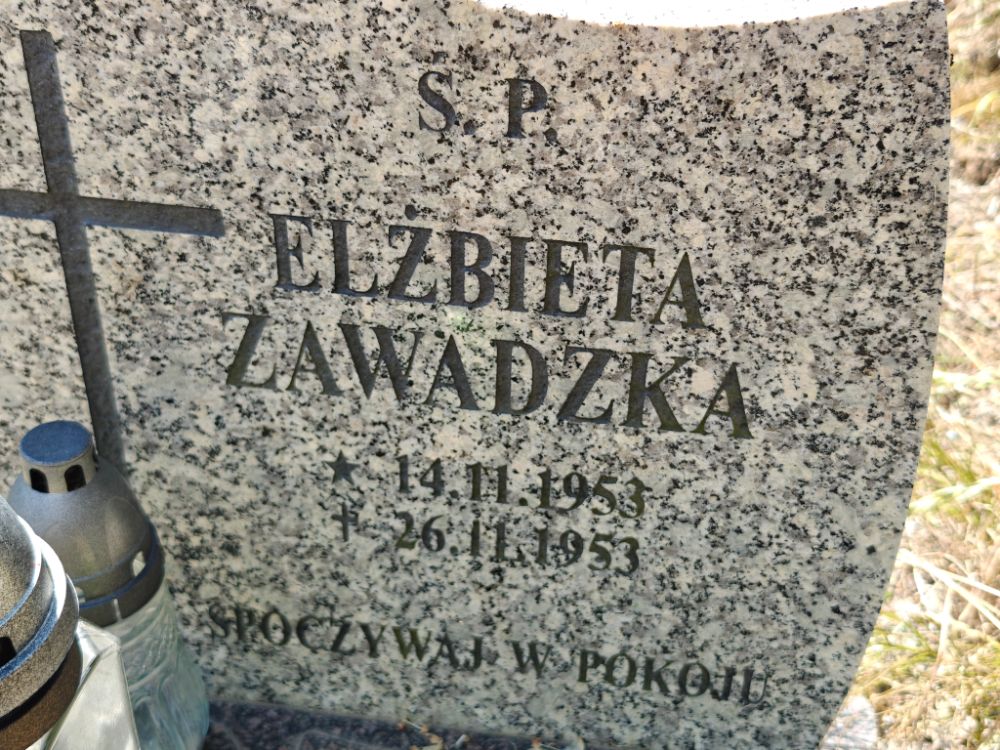 Ś. P.
ELŻBIETA
ZAWADZKA
14.11.1953
26.11.1953
SPOCZYWAJ W POKOJU